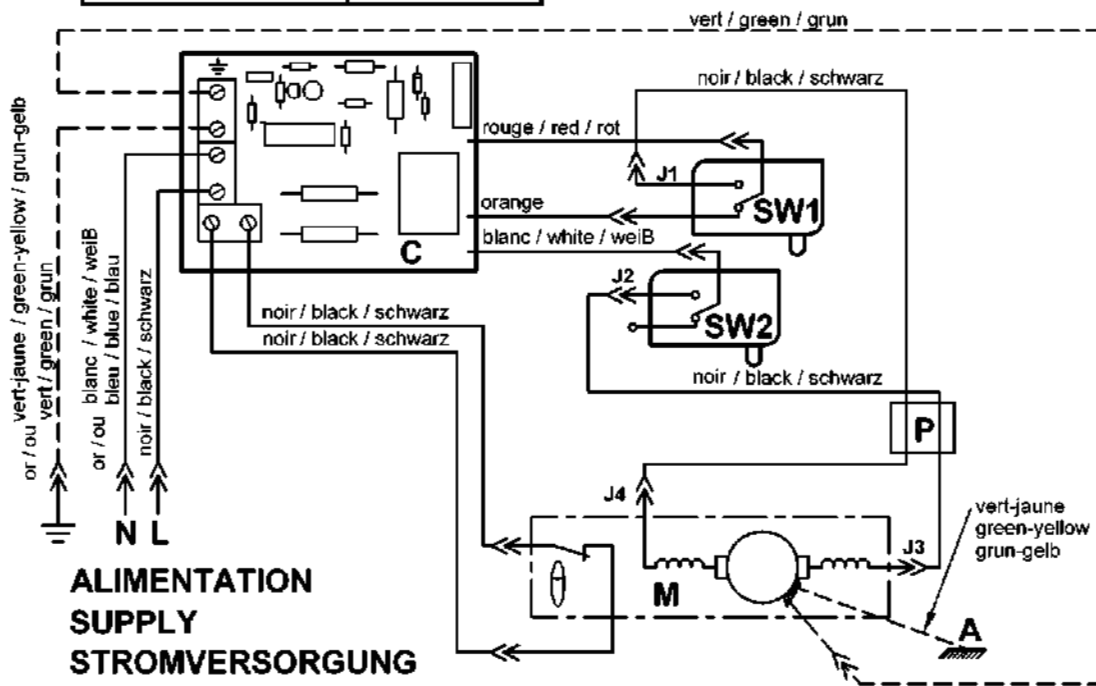 vert / green / grun
noir / black / schwarz
rouge / red / rot
J1
SW1
orange
C
blanc / white / weiB
J2
SW2
noir / black / schwarz
noir / black / schwarz
noir / black / schwarz
P
or / ou vert-jaune / green-yellow / grun-gelb
vert / green / grun
or / ou blanc / white / weiB
bleu / blue / blau
noir / black / schwarz
J4
J3
vert-jaune
green-yellow
grun-gelb
N L
M
A
ALIMENTATION
SUPPLY
STROMVERSORGUNG